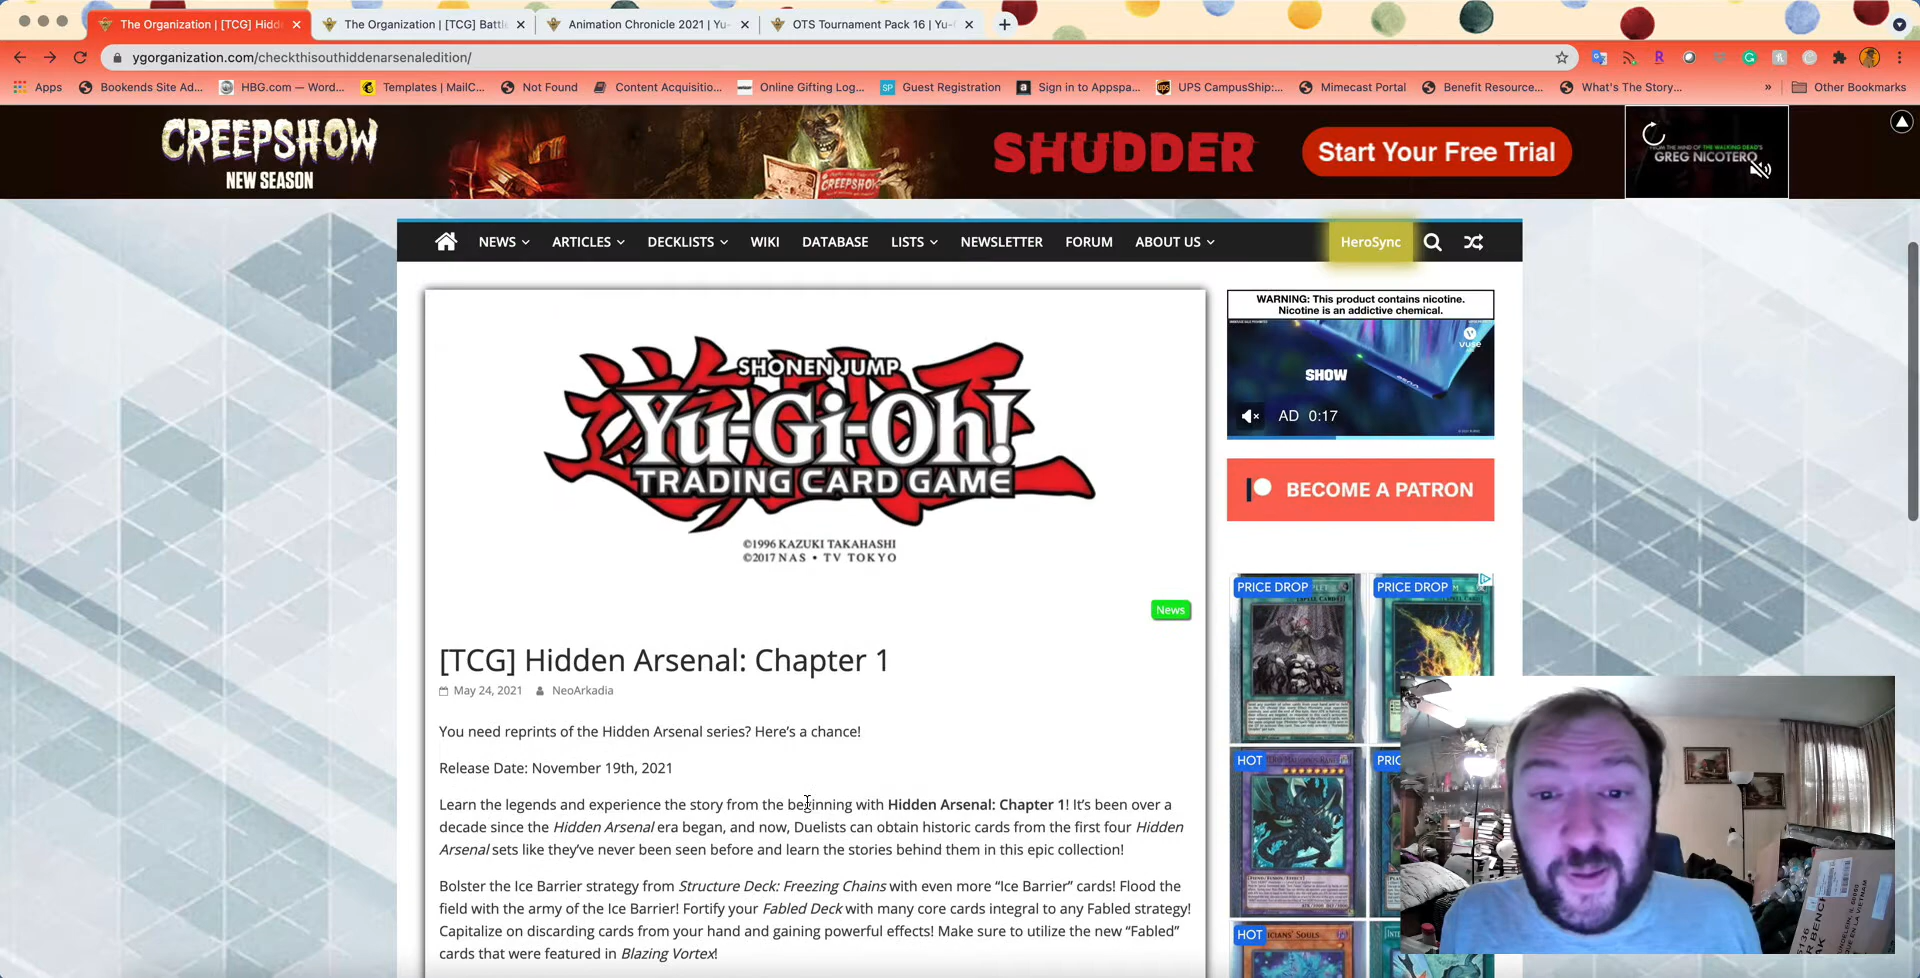 The Organization | [TCG] Hidd
The Organization | [TCG] Battl
Animation Chronicle 2021 | Yu-
OTS Tournament Pack 16 | Yu-
ygorganization.com/checkthisouthiddenarsenaledition/
Apps
Bookends Site Ad...
HBG.com — Word...
Templates | MailC...
Not Found
Content Acquisitio...
Online Gifting Log...
Guest Registration
Sign in to Appspa...
UPS CampusShip:...
Mimecast Portal
Benefit Resource...
What's The Story...
»
Other Bookmarks
CREEPSHOW
NEW SEASON
CREEPSHOW
SHUDDER
Start Your Free Trial
FROM THE MIND OF THE WALKING DEAD'S
GREG NICOTERO
NEWS
ARTICLES
DECKLISTS
WIKI
DATABASE
LISTS
NEWSLETTER
FORUM
ABOUT US
HeroSync
WARNING: This product contains nicotine.
Nicotine is an addictive chemical.
vuse
SHOW
AD 0:17
BECOME A PATRON
SHONEN JUMP
Yu-Gi-Oh!
TRADING CARD GAME
©1996 KAZUKI TAKAHASHI
©2017 NAS • TV TOKYO
News
PRICE DROP
PRICE DROP
HOT
PRIC
HOT
[TCG] Hidden Arsenal: Chapter 1
May 24, 2021
NeoArkadia
You need reprints of the Hidden Arsenal series? Here's a chance!
Release Date: November 19th, 2021
Learn the legends and experience the story from the beginning with Hidden Arsenal: Chapter 1! It's been over a
decade since the Hidden Arsenal era began, and now, Duelists can obtain historic cards from the first four Hidden
Arsenal sets like they've never been seen before and learn the stories behind them in this epic collection!
Bolster the Ice Barrier strategy from Structure Deck: Freezing Chains with even more “Ice Barrier” cards! Flood the
field with the army of the Ice Barrier! Fortify your Fabled Deck with many core cards integral to any Fabled strategy!
Capitalize on discarding cards from your hand and gaining powerful effects! Make sure to utilize the new “Fabled”
cards that were featured in Blazing Vortex!